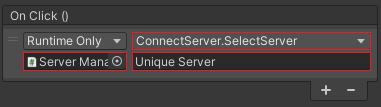 On Click ()
Runtime Only ConnectServer.SelectServer
Server Mana Unique Server
+ −